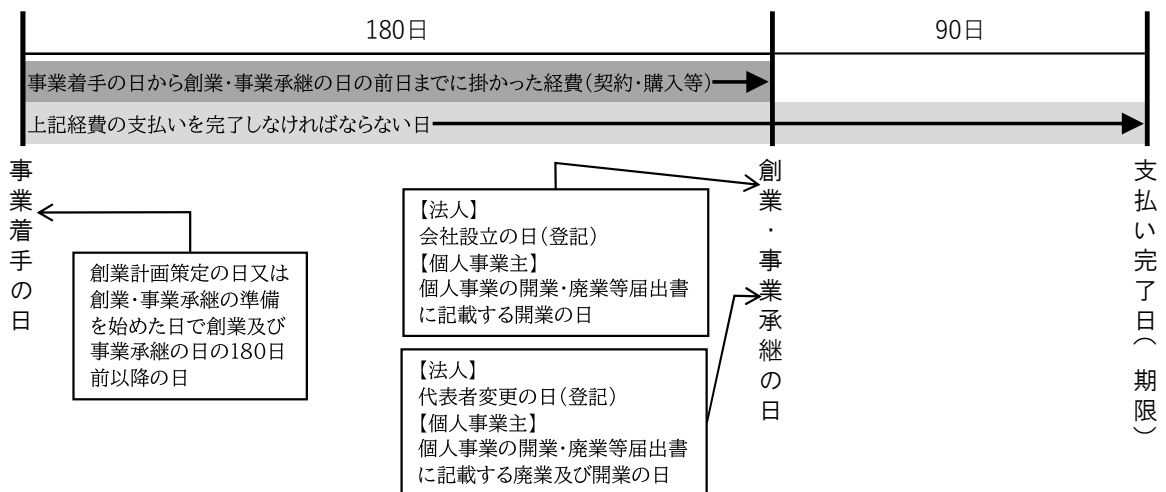 180日
90日
事業着手の日から創業・事業承継の日の前日までに掛かった経費（契約・購入等）
上記経費の支払いを完了しなければならない日
事業着手の日
創業計画策定の日又は
創業・事業承継の準備
を始めた日で創業及び
事業承継の日の180日
前以降の日
【法人】
会社設立の日（登記）
【個人事業主】
個人事業の開業・廃業等届出書
に記載する開業の日
【法人】
代表者変更の日（登記）
【個人事業主】
個人事業の開業・廃業等届出書
に記載する廃業及び開業の日
創業・事業承継の日
支払い完了日（期限）